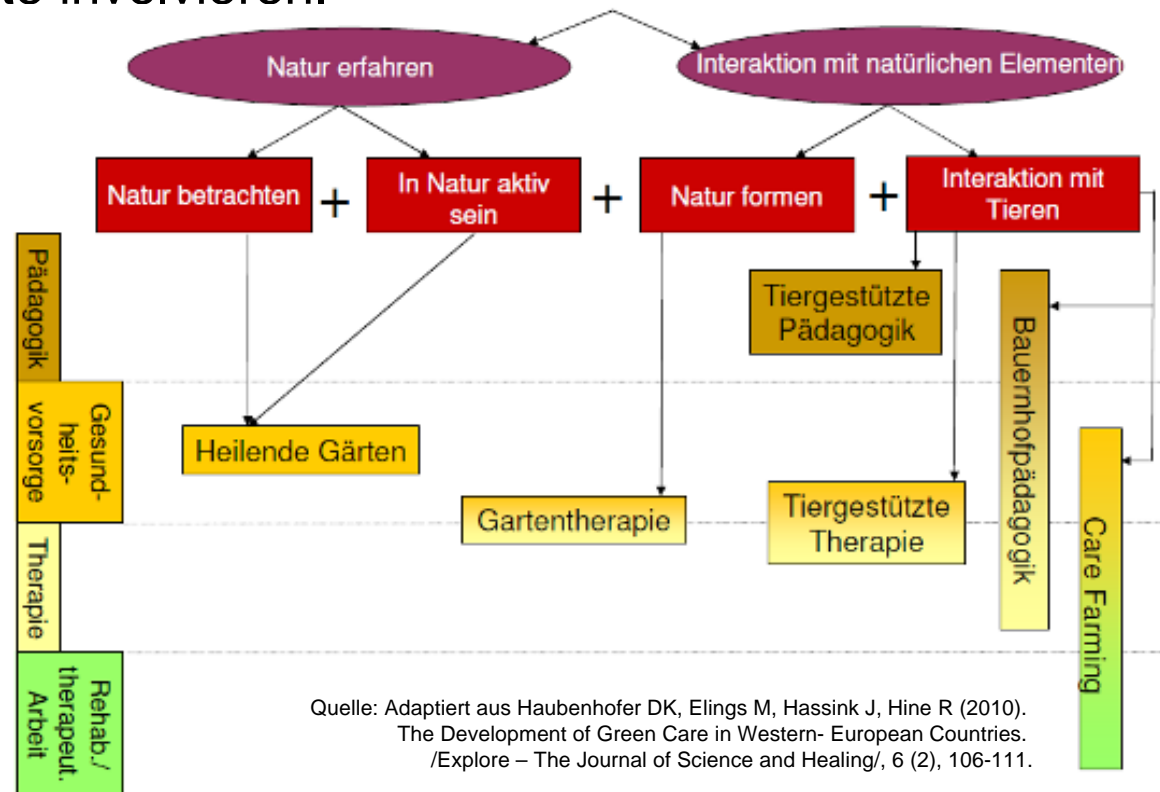 te involvieren.
Natur erfahren
Interaktion mit natürlichen Elementen
Natur betrachten
+
In Natur aktiv
sein
+
Natur formen
+
Interaktion mit
Tieren
Pädagogik
Tiergestützte
Pädagogik
Bauernhofpädagogik
Gesund-
heits-
vorsorge
Heilende Gärten
Gartentherapie
Tiergestützte
Therapie
Care Farming
Therapie
Rehab./
therapeut.
Arbeit
Quelle: Adaptiert aus Haubenhofer DK, Elings M, Hassink J, Hine R (2010).
The Development of Green Care in Western- European Countries.
/Explore – The Journal of Science and Healing/, 6 (2), 106-111.